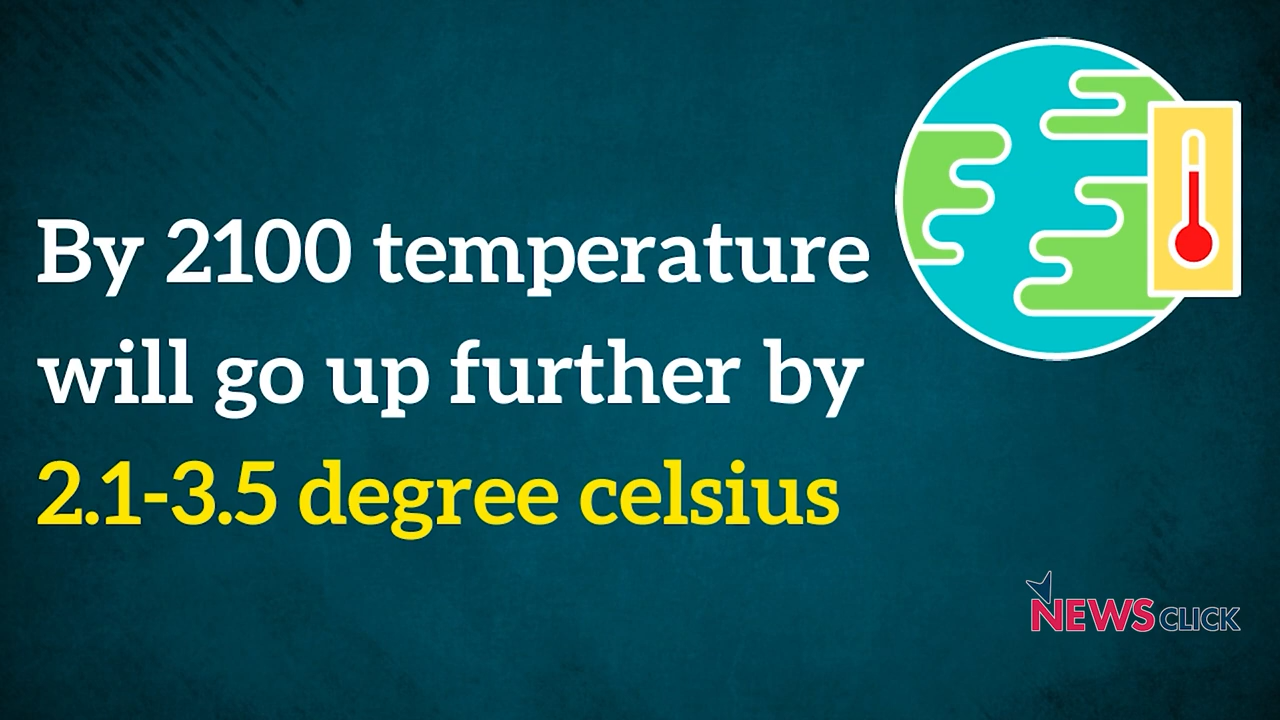 By 2100 temperature
will go up further by
2.1-3.5 degree celsius
NEWSCLICK